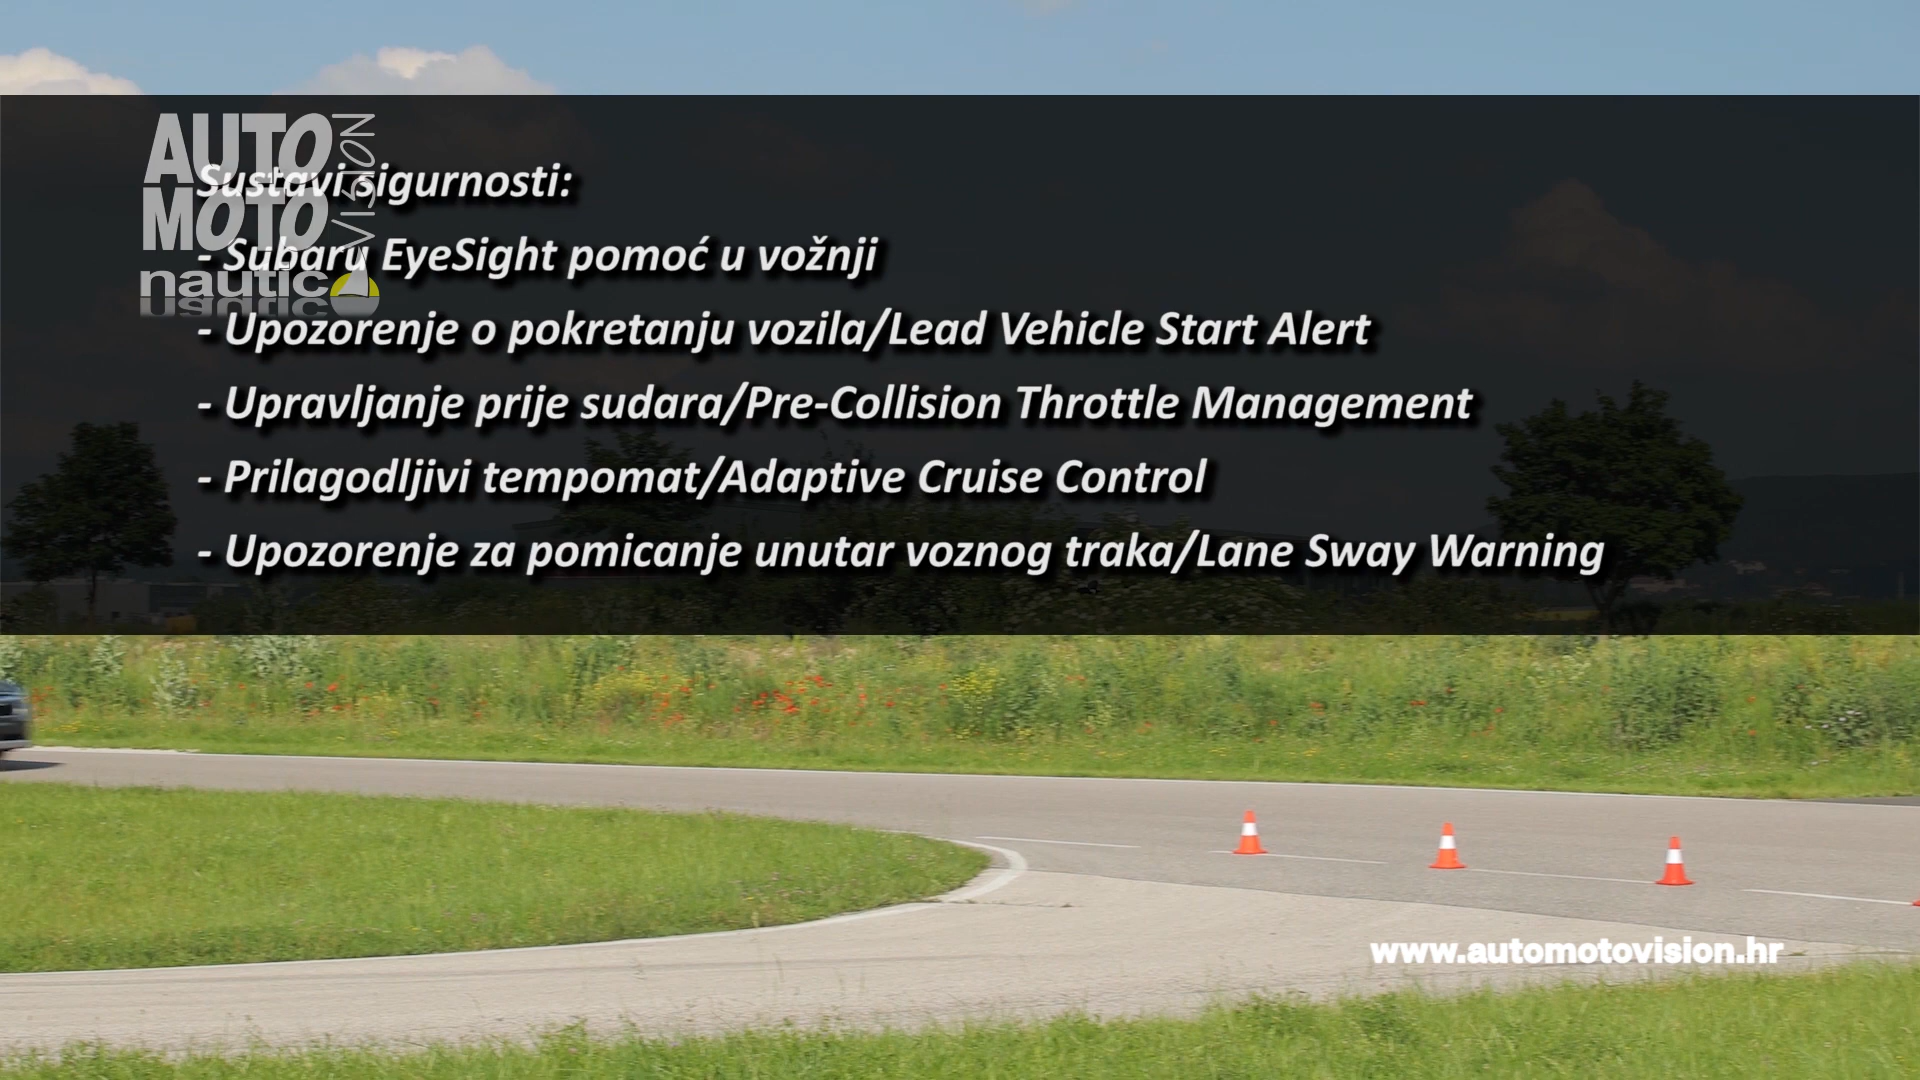 AUTO
MOTO
VISION
nautic
Sustavi sigurnosti:
- Subaru EyeSight pomoć u vožnji
- Upozorenje o pokretanju vozila/Lead Vehicle Start Alert
- Upravljanje prije sudara/Pre-Collision Throttle Management
- Prilagodljivi tempomat/Adaptive Cruise Control
- Upozorenje za pomicanje unutar voznog traka/Lane Sway Warning
www.automotovision.hr